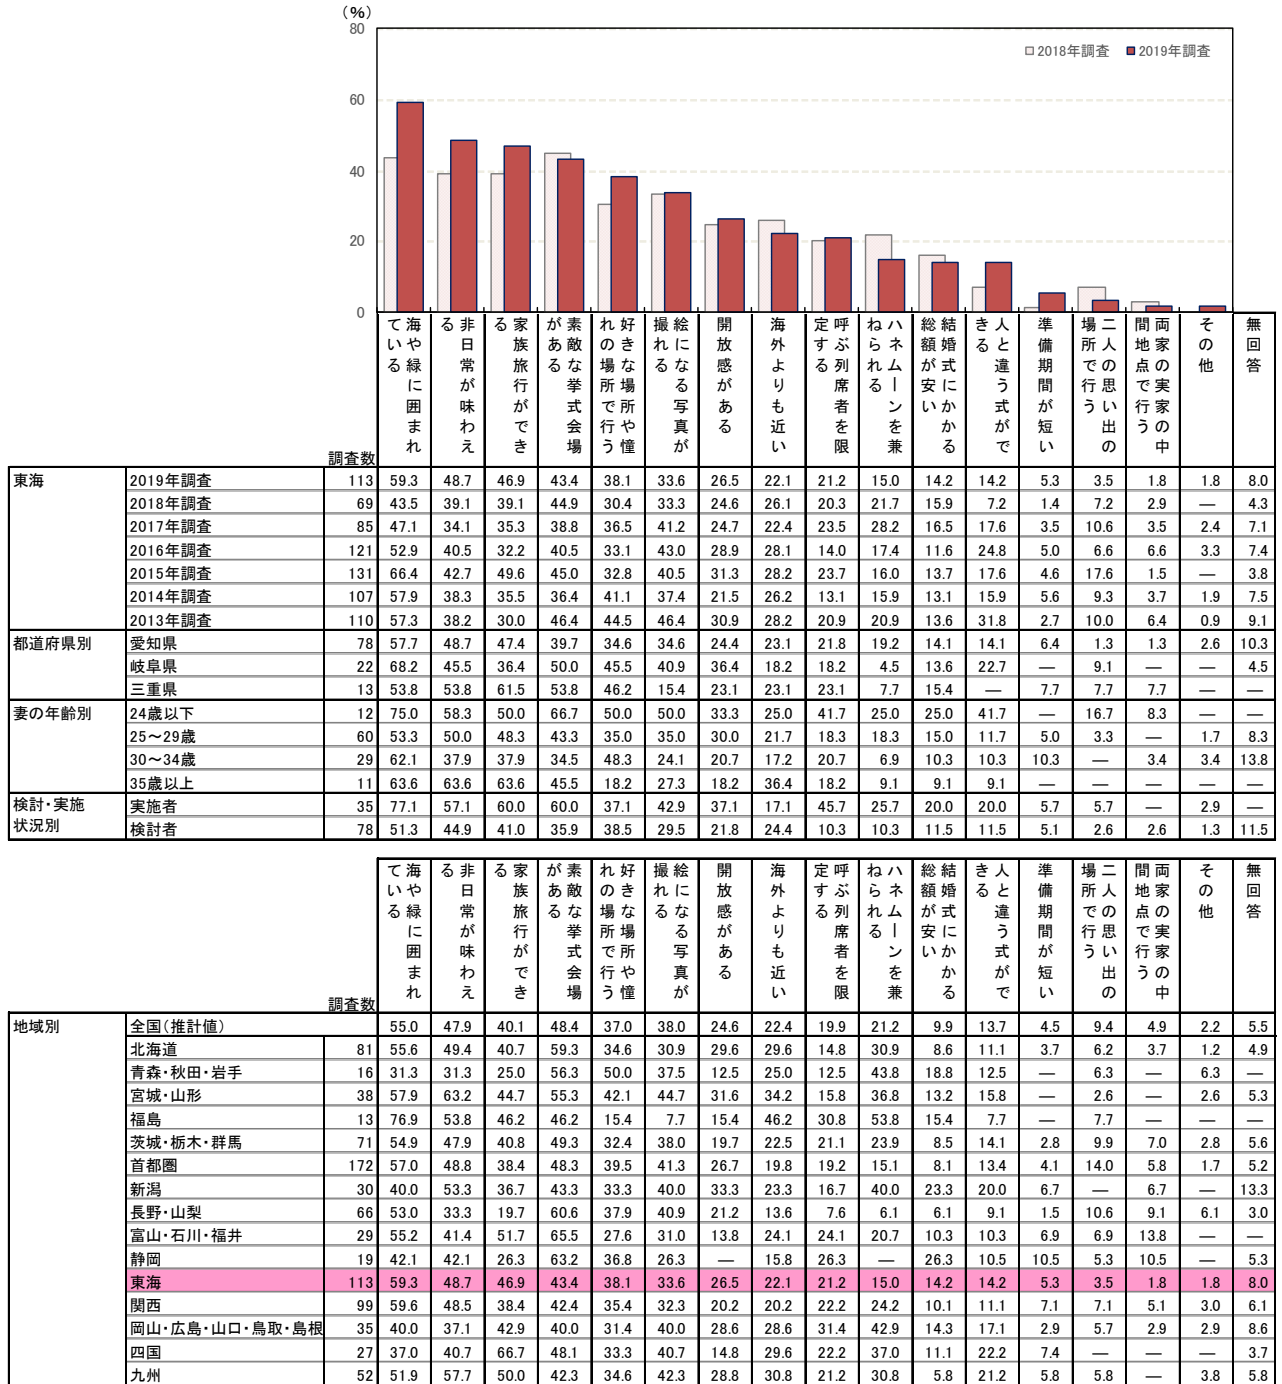 (%)
80
60
40
20
0
2018年調査 2019年調査
調査数 海や緑に囲まれている 非日常が味わえる 家族旅行ができる 素敵な挙式会場がある 好きな場所や憧れの場所で行う 絵になる写真が撮れる 開放感がある 海外よりも近い 呼ぶ列席者を限定する ハネムーンを兼ねられる 結婚式にかかる総額が安い 人と違う式ができる 準備期間が短い 二人の思い出の場所で行う 両家の実家の中間地点で行う その他 無回答
東海 2019年調査 113 59.3 48.7 46.9 43.4 38.1 33.6 26.5 22.1 21.2 15.0 14.2 14.2 5.3 3.5 1.8 1.8 8.0
2018年調査 69 43.5 39.1 39.1 44.9 30.4 33.3 24.6 26.1 20.3 21.7 15.9 7.2 1.4 7.2 2.9 ― 4.3
2017年調査 85 47.1 34.1 35.3 38.8 36.5 41.2 24.7 22.4 23.5 28.2 16.5 17.6 3.5 10.6 3.5 2.4 7.1
2016年調査 121 52.9 40.5 32.2 40.5 33.1 43.0 28.9 28.1 14.0 17.4 11.6 24.8 5.0 6.6 6.6 3.3 7.4
2015年調査 131 66.4 42.7 49.6 45.0 32.8 40.5 31.3 28.2 23.7 16.0 13.7 17.6 4.6 17.6 1.5 ― 3.8
2014年調査 107 57.9 38.3 35.5 36.4 41.1 37.4 21.5 26.2 13.1 15.9 13.1 15.9 5.6 9.3 3.7 1.9 7.5
2013年調査 110 57.3 38.2 30.0 46.4 44.5 46.4 30.9 28.2 20.9 20.9 13.6 31.8 2.7 10.0 6.4 0.9 9.1
都道府県別 愛知県 78 57.7 48.7 47.4 39.7 34.6 34.6 24.4 23.1 21.8 19.2 14.1 14.1 6.4 1.3 1.3 2.6 10.3
岐阜県 22 68.2 45.5 36.4 50.0 45.5 40.9 36.4 18.2 18.2 4.5 13.6 22.7 ― 9.1 ― ― 4.5
三重県 13 53.8 53.8 61.5 53.8 46.2 15.4 23.1 23.1 23.1 7.7 15.4 ― 7.7 7.7 7.7 ― ―
妻の年齢別 24歳以下 12 75.0 58.3 50.0 66.7 50.0 50.0 33.3 25.0 41.7 25.0 25.0 41.7 ― 16.7 8.3 ― ―
25～29歳 60 53.3 50.0 48.3 43.3 35.0 35.0 30.0 21.7 18.3 18.3 15.0 11.7 5.0 3.3 ― 1.7 8.3
30～34歳 29 62.1 37.9 37.9 34.5 48.3 24.1 20.7 17.2 20.7 6.9 10.3 10.3 10.3 ― 3.4 3.4 13.8
35歳以上 11 63.6 63.6 63.6 45.5 18.2 27.3 18.2 36.4 18.2 9.1 9.1 9.1 ― ― ― ― ―
検討・実施状況別 実施者 35 77.1 57.1 60.0 60.0 37.1 42.9 37.1 17.1 45.7 25.7 20.0 20.0 5.7 5.7 ― 2.9 ―
検討者 78 51.3 44.9 41.0 35.9 38.5 29.5 21.8 24.4 10.3 10.3 11.5 11.5 5.1 2.6 2.6 1.3 11.5
調査数 海や緑に囲まれている 非日常が味わえる 家族旅行ができる 素敵な挙式会場がある 好きな場所や憧れの場所で行う 絵になる写真が撮れる 開放感がある 海外よりも近い 呼ぶ列席者を限定する ハネムーンを兼ねられる 結婚式にかかる総額が安い 人と違う式ができる 準備期間が短い 二人の思い出の場所で行う 両家の実家の中間地点で行う その他 無回答
地域別 全国(推計値) 55.0 47.9 40.1 48.4 37.0 38.0 24.6 22.4 19.9 21.2 9.9 13.7 4.5 9.4 4.9 2.2 5.5
北海道 81 55.6 49.4 40.7 59.3 34.6 30.9 29.6 29.6 14.8 30.9 8.6 11.1 3.7 6.2 3.7 1.2 4.9
青森・秋田・岩手 16 31.3 31.3 25.0 56.3 50.0 37.5 12.5 25.0 12.5 43.8 18.8 12.5 ― 6.3 ― 6.3 ―
宮城・山形 38 57.9 63.2 44.7 55.3 42.1 44.7 31.6 34.2 15.8 36.8 13.2 15.8 ― 2.6 ― 2.6 5.3
福島 13 76.9 53.8 46.2 46.2 15.4 7.7 15.4 46.2 30.8 53.8 15.4 7.7 ― 7.7 ― ― ―
茨城・栃木・群馬 71 54.9 47.9 40.8 49.3 32.4 38.0 19.7 22.5 21.1 23.9 8.5 14.1 2.8 9.9 7.0 2.8 5.6
首都圏 172 57.0 48.8 38.4 48.3 39.5 41.3 26.7 19.8 19.2 15.1 8.1 13.4 4.1 14.0 5.8 1.7 5.2
新潟 30 40.0 53.3 36.7 43.3 33.3 40.0 33.3 23.3 16.7 40.0 23.3 20.0 6.7 ― 6.7 ― 13.3
長野・山梨 66 53.0 33.3 19.7 60.6 37.9 40.9 21.2 13.6 7.6 6.1 6.1 9.1 1.5 10.6 9.1 6.1 3.0
富山・石川・福井 29 55.2 41.4 51.7 65.5 27.6 31.0 13.8 24.1 24.1 20.7 10.3 10.3 6.9 6.9 13.8 ― ―
静岡 19 42.1 42.1 26.3 63.2 36.8 26.3 ― 15.8 26.3 ― 26.3 10.5 10.5 5.3 10.5 ― 5.3
東海 113 59.3 48.7 46.9 43.4 38.1 33.6 26.5 22.1 21.2 15.0 14.2 14.2 5.3 3.5 1.8 1.8 8.0
関西 99 59.6 48.5 38.4 42.4 35.4 32.3 20.2 20.2 22.2 24.2 10.1 11.1 7.1 7.1 5.1 3.0 6.1
岡山・広島・山口・鳥取・島根 35 40.0 37.1 42.9 40.0 31.4 40.0 28.6 28.6 31.4 42.9 14.3 17.1 2.9 5.7 2.9 2.9 8.6
四国 27 37.0 40.7 66.7 48.1 33.3 40.7 14.8 29.6 22.2 37.0 11.1 22.2 7.4 ― ― ― 3.7
九州 52 51.9 57.7 50.0 42.3 34.6 42.3 28.8 30.8 21.2 30.8 5.8 21.2 5.8 5.8 ― 3.8 5.8